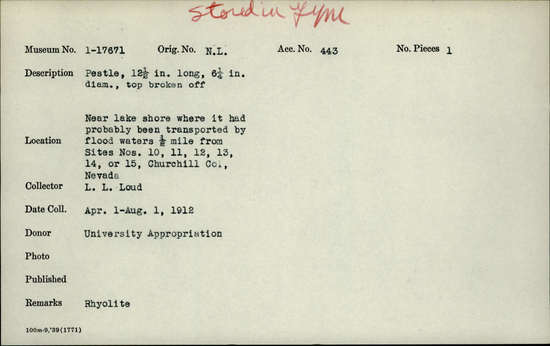 Stored in Gym
Museum No. 1-17671 Orig. No. N.L. Acc. No. 443 No. Pieces 1
Description Pestle, 12½ in. long, 6¼ in.
diam., top broken off
Near lake shore where it had
probably been transported by
Location flood waters ½ mile from
Sites Nos. 10, 11, 12, 13,
14, or 15, Churchill Co.,
Nevada
Collector L. L. Loud
Date Coll. Apr. 1-Aug. 1, 1912
Donor University Appropriation
Photo
Published
Remarks Rhyolite
100m-9,'39(1771)